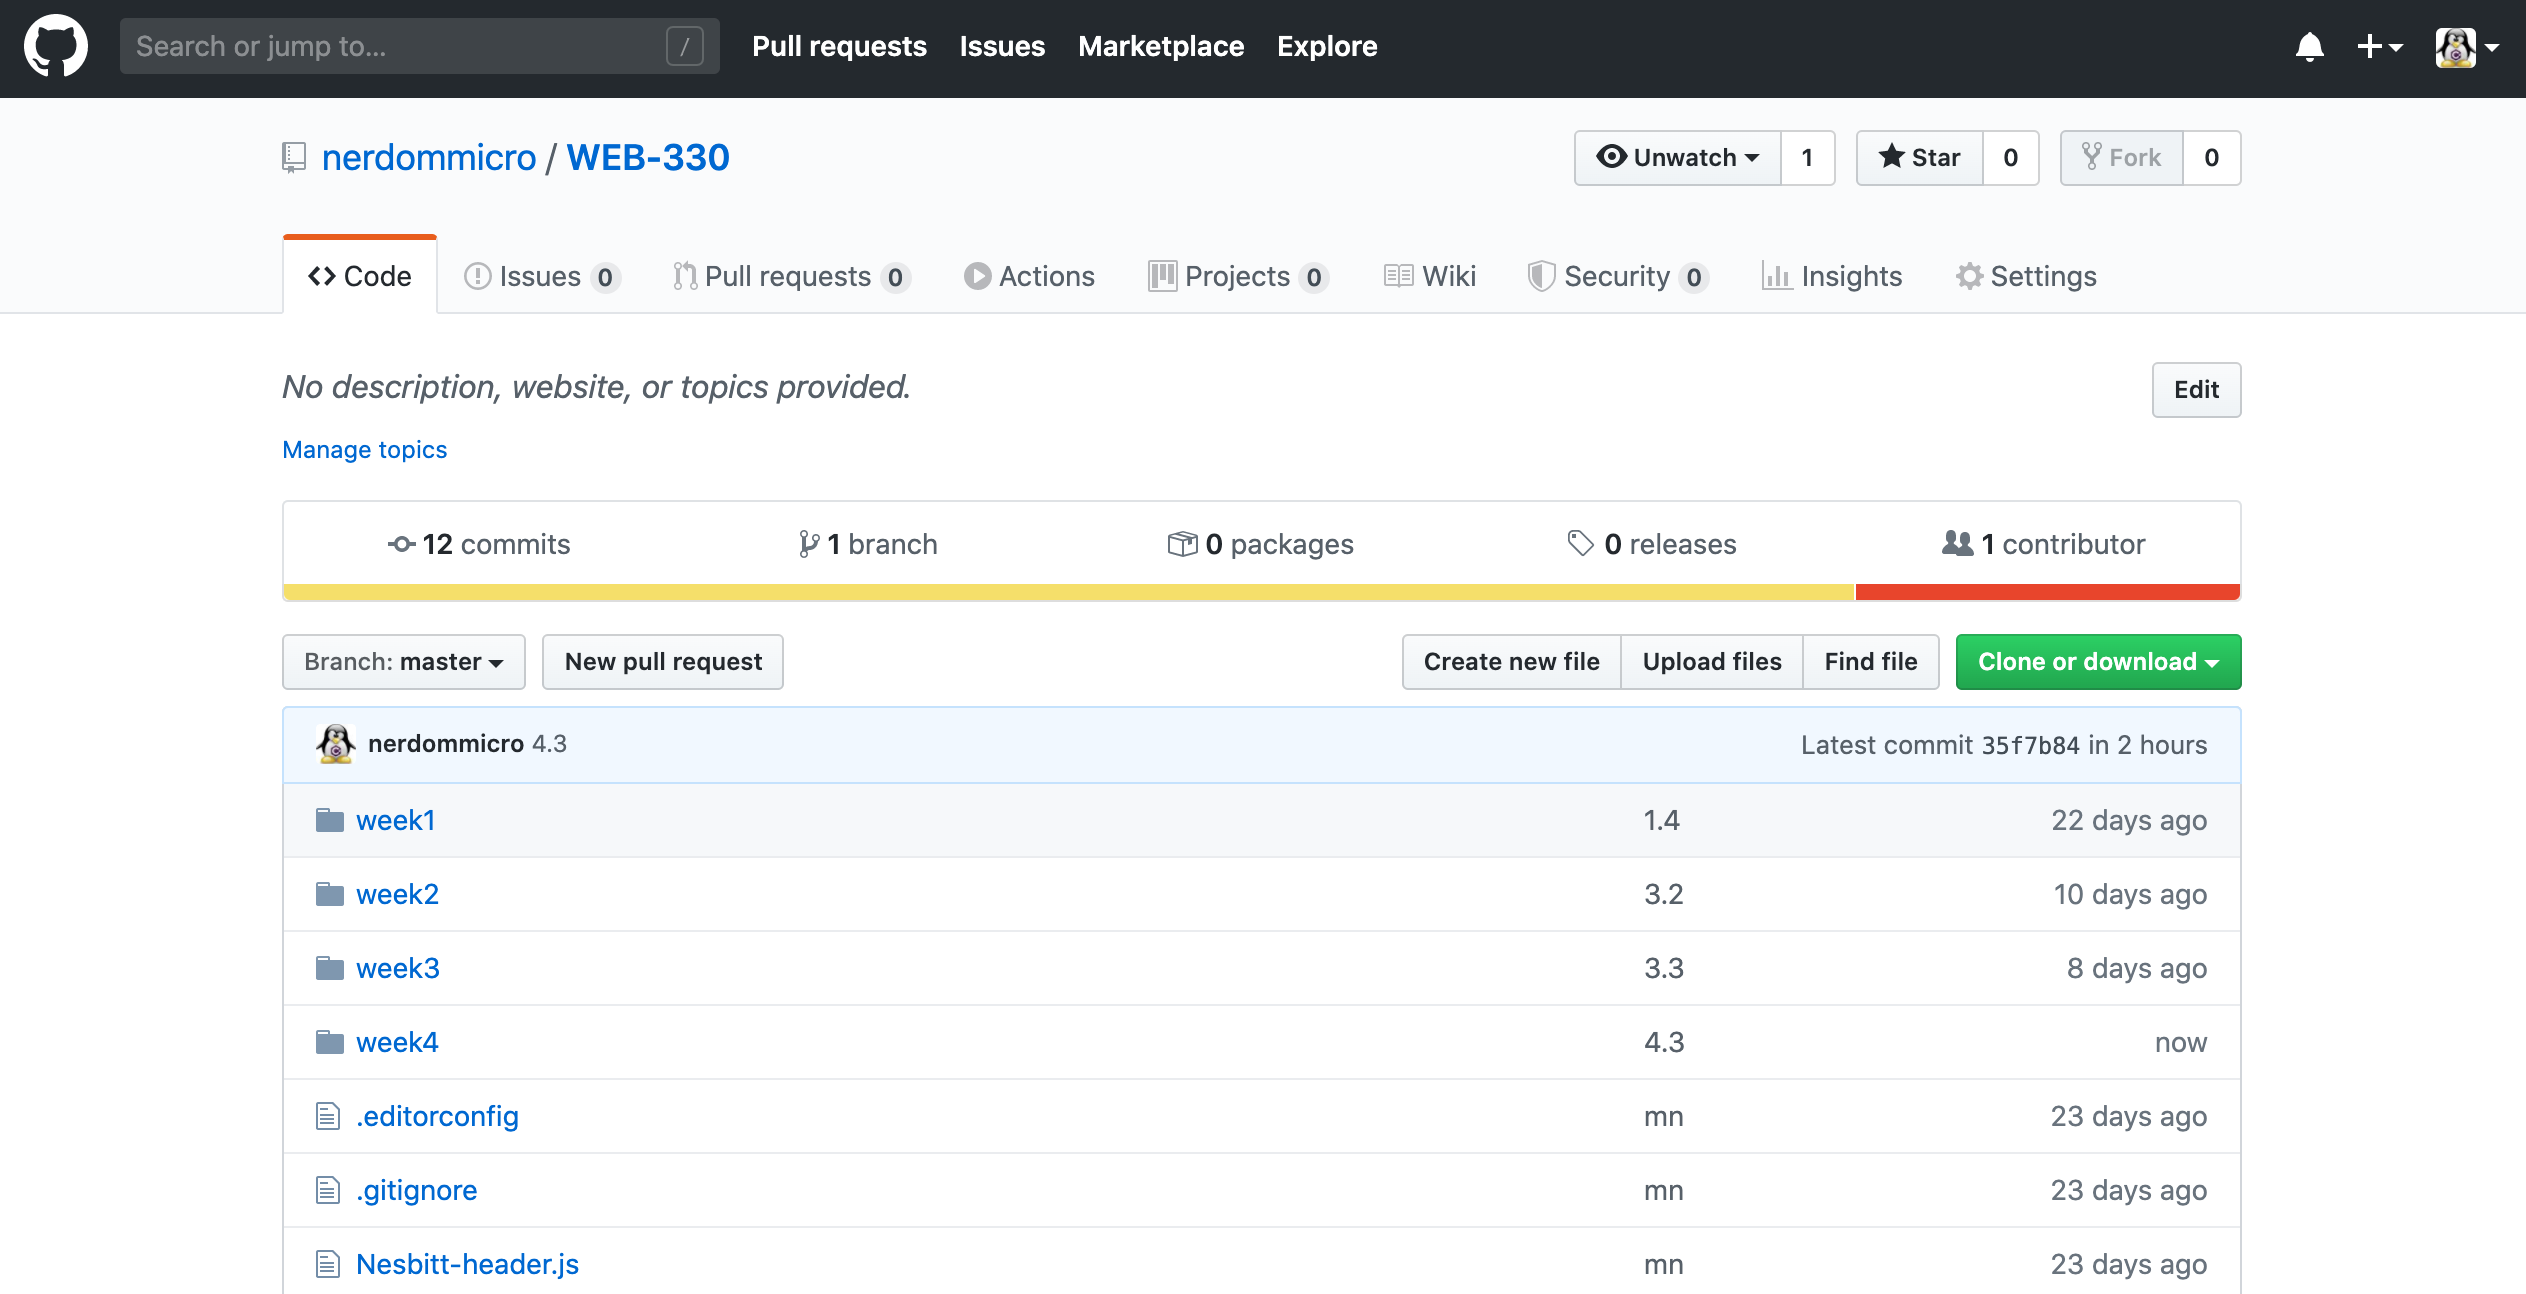 Search or jump to... / Pull requests Issues Marketplace Explore
nerdommicro / WEB-330 Unwatch 1 Star 0 Fork 0
Code Issues 0 Pull requests 0 Actions Projects 0 Wiki Security 0 Insights Settings
No description, website, or topics provided. Edit
Manage topics
12 commits 1 branch 0 packages 0 releases 1 contributor
Branch: master New pull request Create new file Upload files Find file Clone or download
nerdommicro 4.3 Latest commit 35f7b84 in 2 hours
week1 1.4 22 days ago
week2 3.2 10 days ago
week3 3.3 8 days ago
week4 4.3 now
.editorconfig mn 23 days ago
.gitignore mn 23 days ago
Nesbitt-header.js mn 23 days ago